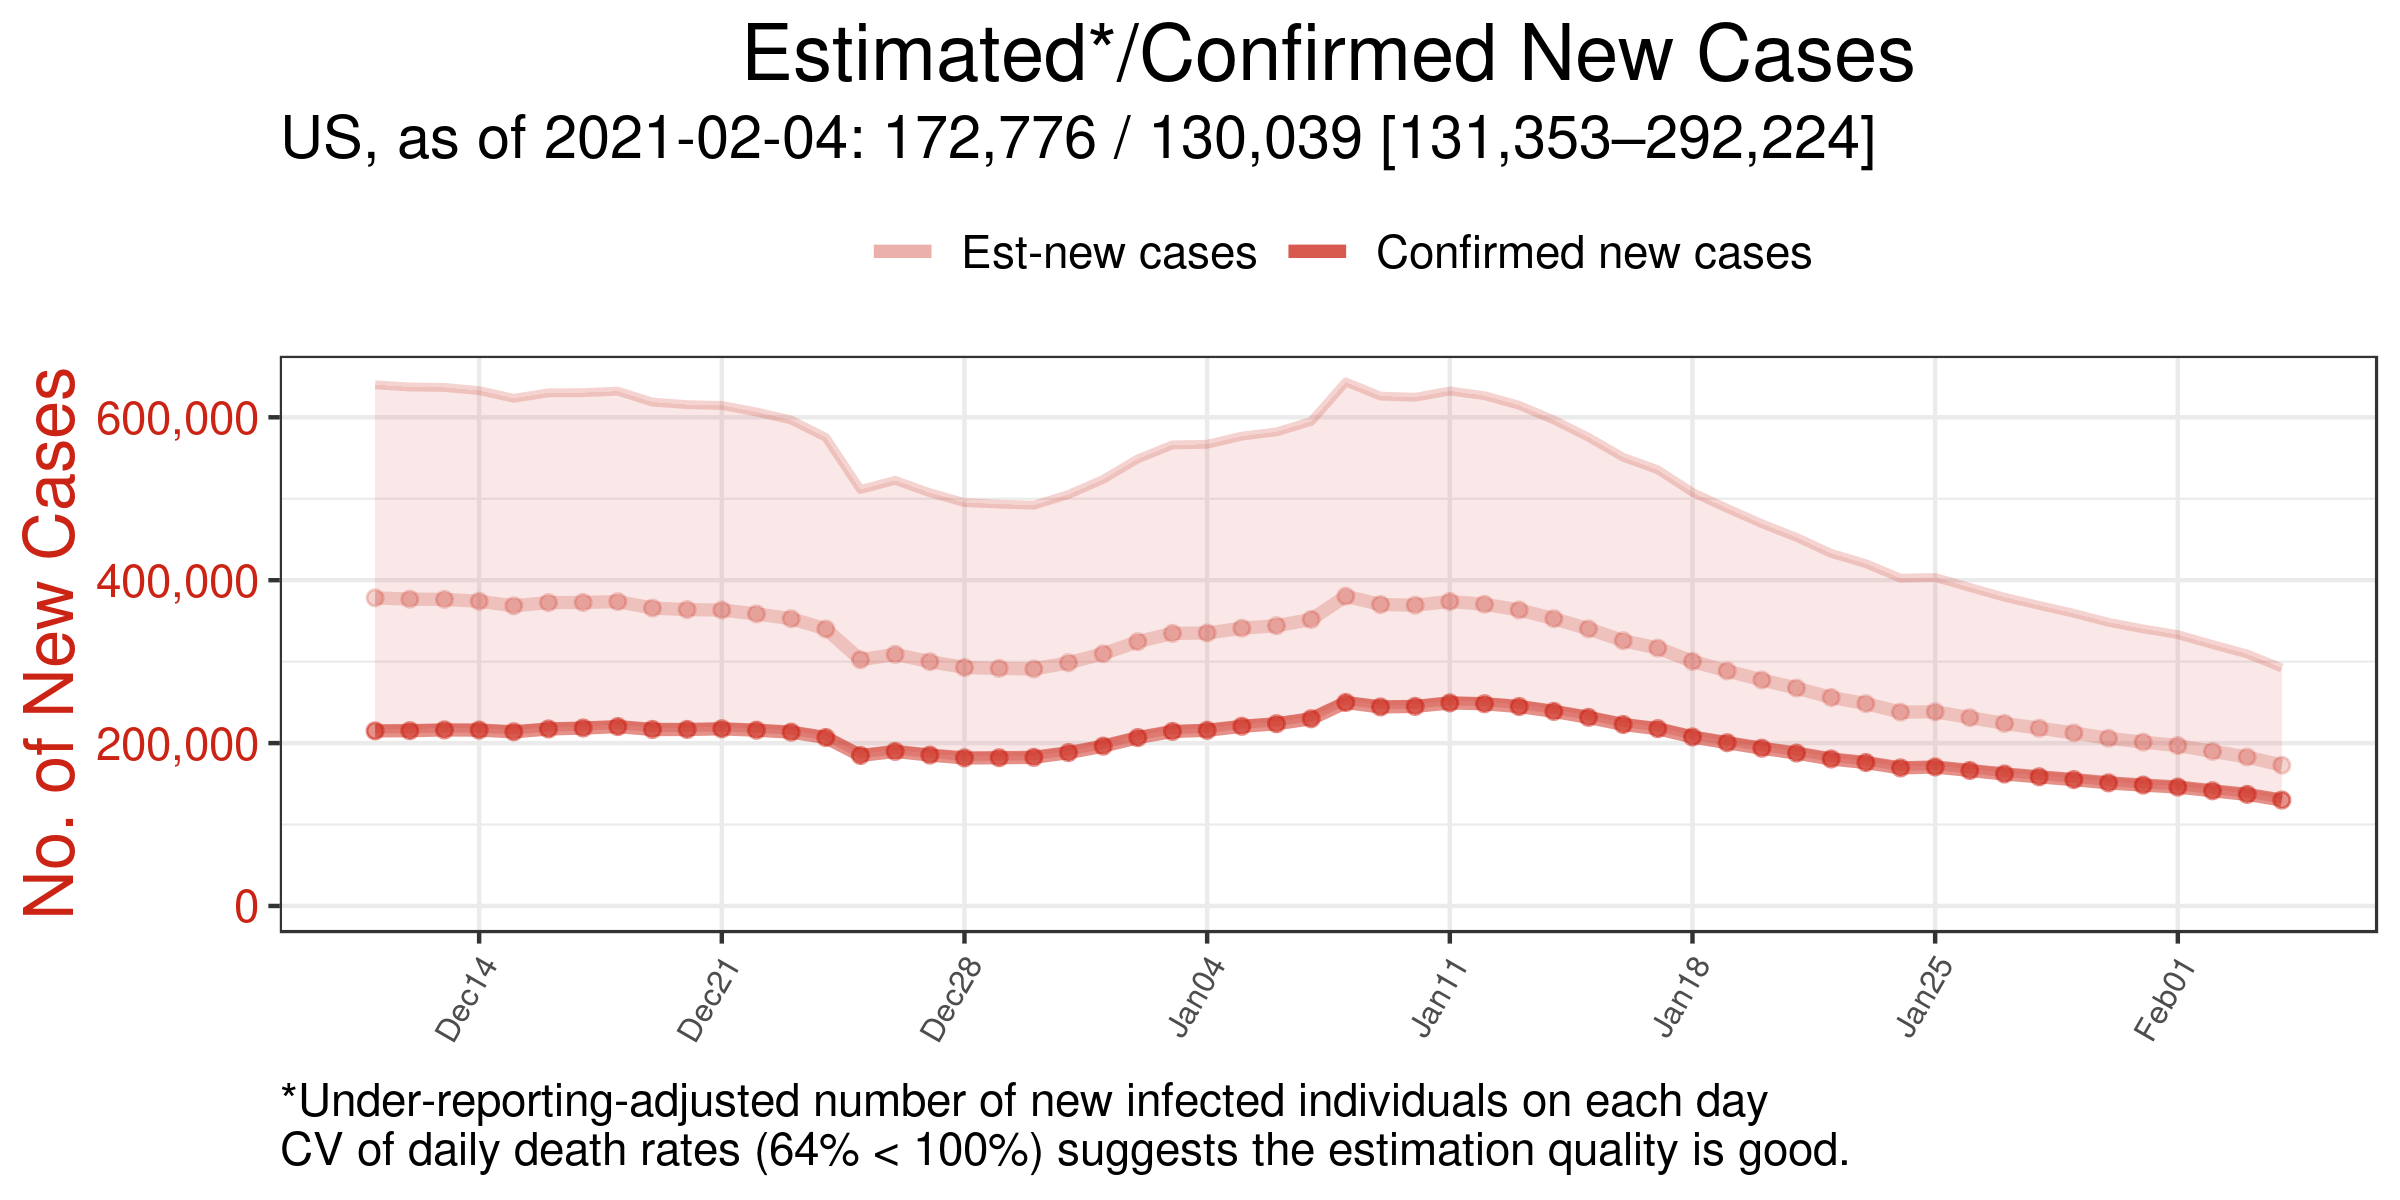 Estimated*/Confirmed New Cases
US, as of 2021-02-04: 172,776 / 130,039 [131,353–292,224]
Est-new cases
Confirmed new cases
No. of New Cases
600,000
400,000
200,000
0
Dec14
Dec21
Dec28
Jan04
Jan11
Jan18
Jan25
Feb01
*Under-reporting-adjusted number of new infected individuals on each day
CV of daily death rates (64% < 100%) suggests the estimation quality is good.